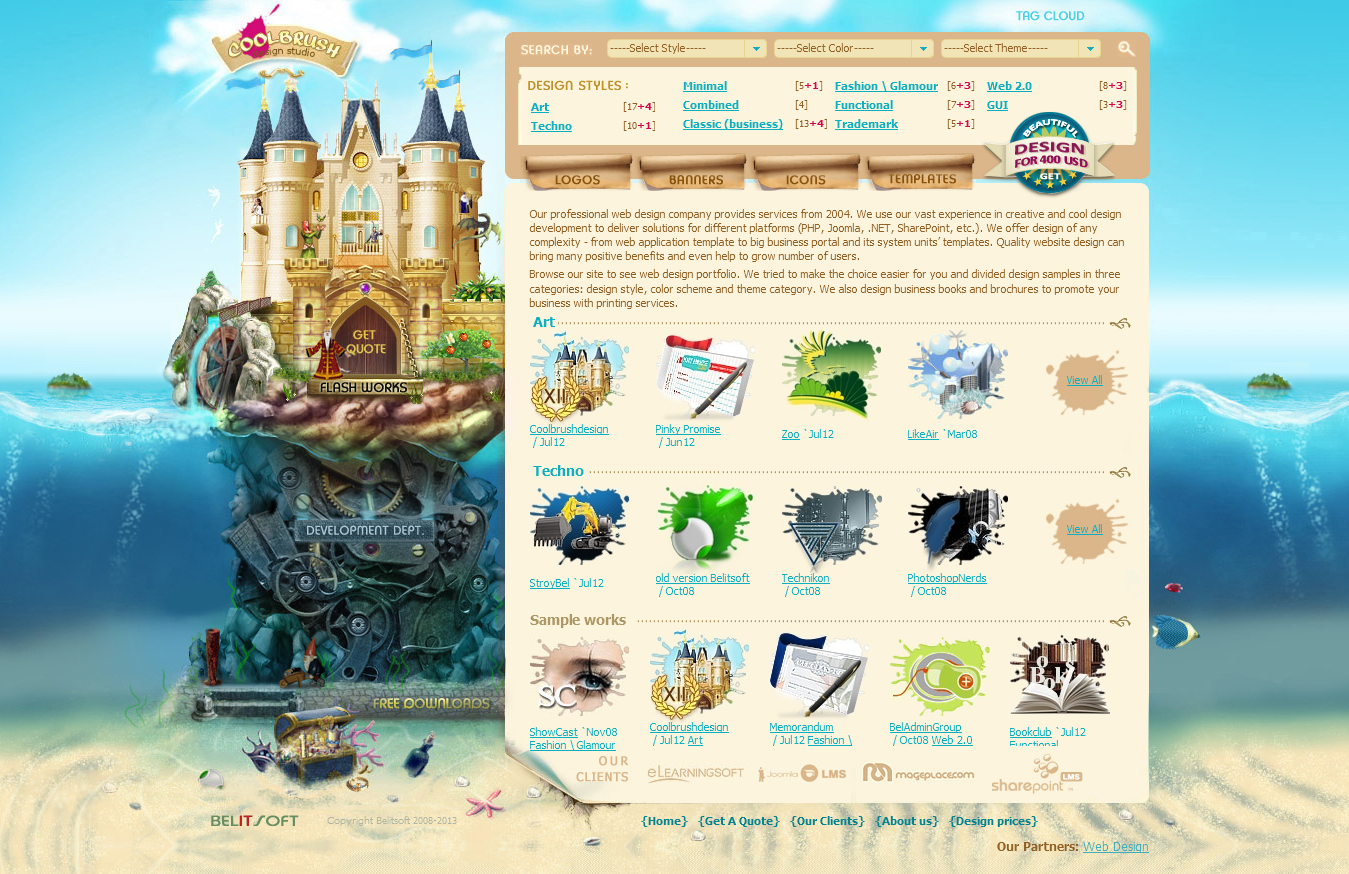 TAG CLOUD
COOLBRUSH
design studio
SEARCH BY:
-----Select Style-----
-----Select Color-----
-----Select Theme-----
DESIGN STYLES :
Art [17+4]
Techno [10+1]
Minimal [5+1]
Combined [4]
Classic (business) [13+4]
Fashion \ Glamour [6+3]
Functional [7+3]
Trademark [5+1]
Web 2.0 [8+3]
GUI [3+3]
BEAUTIFUL
DESIGN
FOR 400 USD
GET
LOGOS
BANNERS
ICONS
TEMPLATES
Our professional web design company provides services from 2004. We use our vast experience in creative and cool design
development to deliver solutions for different platforms (PHP, Joomla, .NET, SharePoint, etc.). We offer design of any
complexity - from web application template to big business portal and its system units' templates. Quality website design can
bring many positive benefits and even help to grow number of users.
Browse our site to see web design portfolio. We tried to make the choice easier for you and divided design samples in three
categories: design style, color scheme and theme category. We also design business books and brochures to promote your
business with printing services.
GET
QUOTE
FLASH WORKS
DEVELOPMENT DEPT.
FREE DOWNLOADS
Art
XII
Coolbrushdesign
/ Jul12
Pinky Promise
/ Jun12
Zoo `Jul12
LikeAir `Mar08
View All
Techno
StroyBel `Jul12
old version Belitsoft
/ Oct08
Technikon
/ Oct08
PhotoshopNerds
/ Oct08
View All
Sample works
SC
ShowCast `Nov08
Fashion \ Glamour
XII
Coolbrushdesign
/ Jul12 Art
MEMORANDUM
Memorandum
/ Jul12 Fashion \
BelAdminGroup
/ Oct08 Web 2.0
Book
Bookclub `Jul12
Functional
OUR
CLIENTS
eLEARNINGSOFT
Joomla LMS
mageplace.com
sharepoint LMS
BELITSOFT
Copyright Belitsoft 2008-2013
{Home} {Get A Quote} {Our Clients} {About us} {Design prices}
Our Partners: Web Design